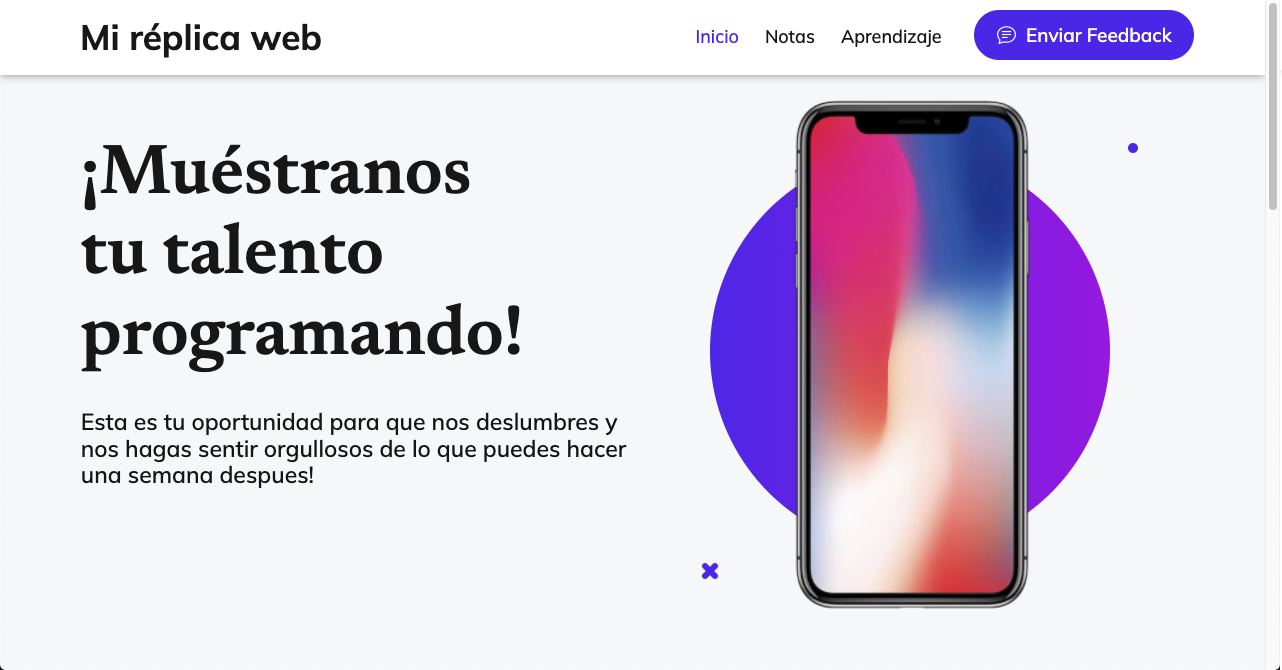 Mi réplica web
Inicio
Notas
Aprendizaje
Enviar Feedback
¡Muéstranos
tu talento
programando!
Esta es tu oportunidad para que nos deslumbres y
nos hagas sentir orgullosos de lo que puedes hacer
una semana despues!